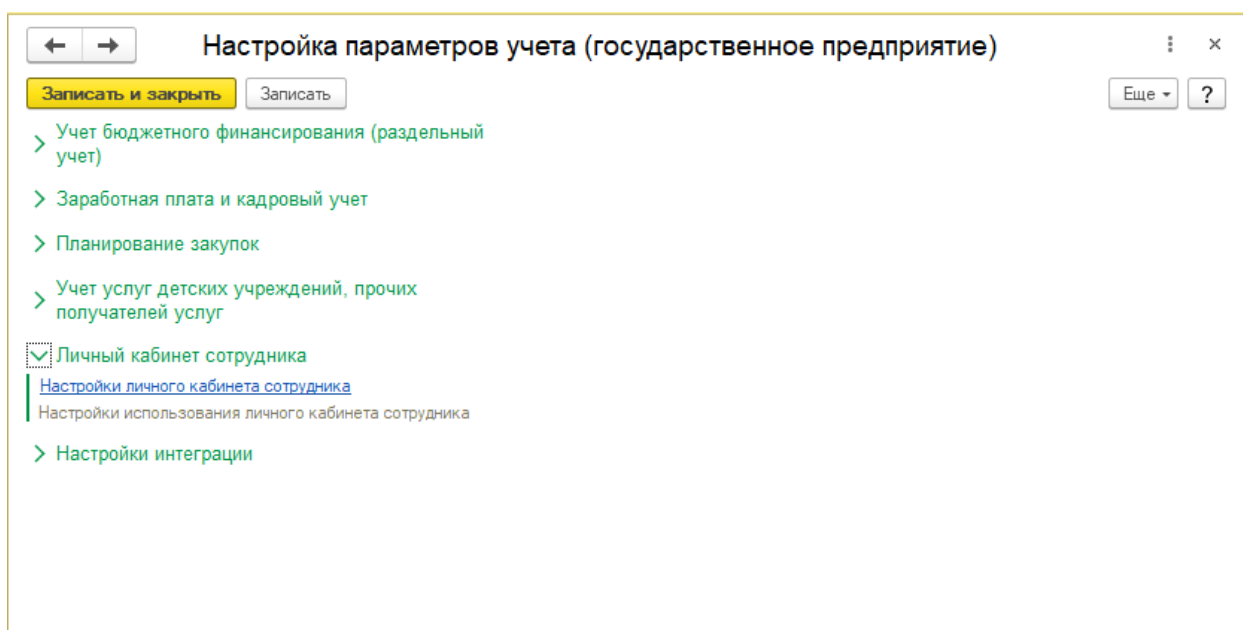 Настройка параметров учета (государственное предприятие)
Записать и закрыть Записать Еще ?
Учет бюджетного финансирования (раздельный
учет)
Заработная плата и кадровый учет
Планирование закупок
Учет услуг детских учреждений, прочих
получателей услуг
Личный кабинет сотрудника
Настройки личного кабинета сотрудника
Настройки использования личного кабинета сотрудника
Настройки интеграции